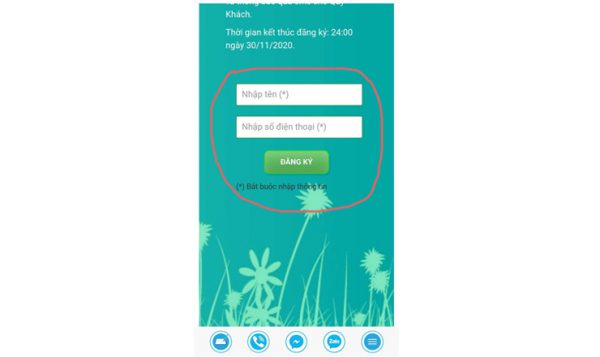 Khách.
Thời gian kết thúc đăng ký: 24:00
ngày 30/11/2020.
Nhập tên (*)
Nhập số điện thoại (*)
ĐĂNG KÝ
(*) Bắt buộc nhập thông tin
Zalo